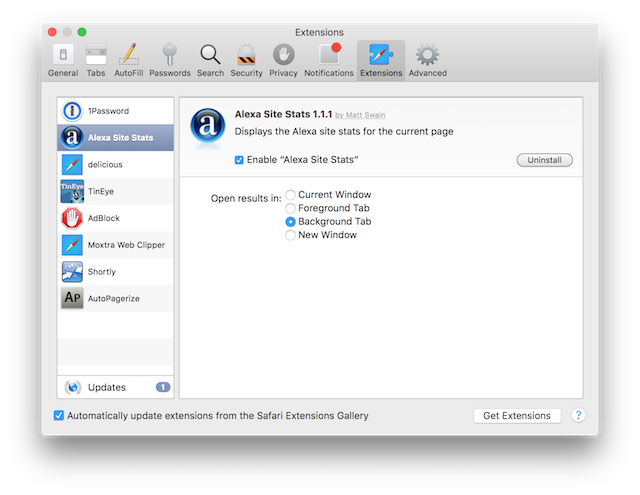 Extensions
General Tabs AutoFill Passwords Search Security Privacy Notifications Extensions Advanced
1Password
Alexa Site Stats
delicious
TinEye
TinEye
AdBlock
Moxtra Web Clipper
Shortly
AP
AutoPagerize
Updates 1
a
Alexa Site Stats 1.1.1 by Matt Swain
Displays the Alexa site stats for the current page
Enable “Alexa Site Stats”
Uninstall
Open results in:
Current Window
Foreground Tab
Background Tab
New Window
Automatically update extensions from the Safari Extensions Gallery
Get Extensions
?